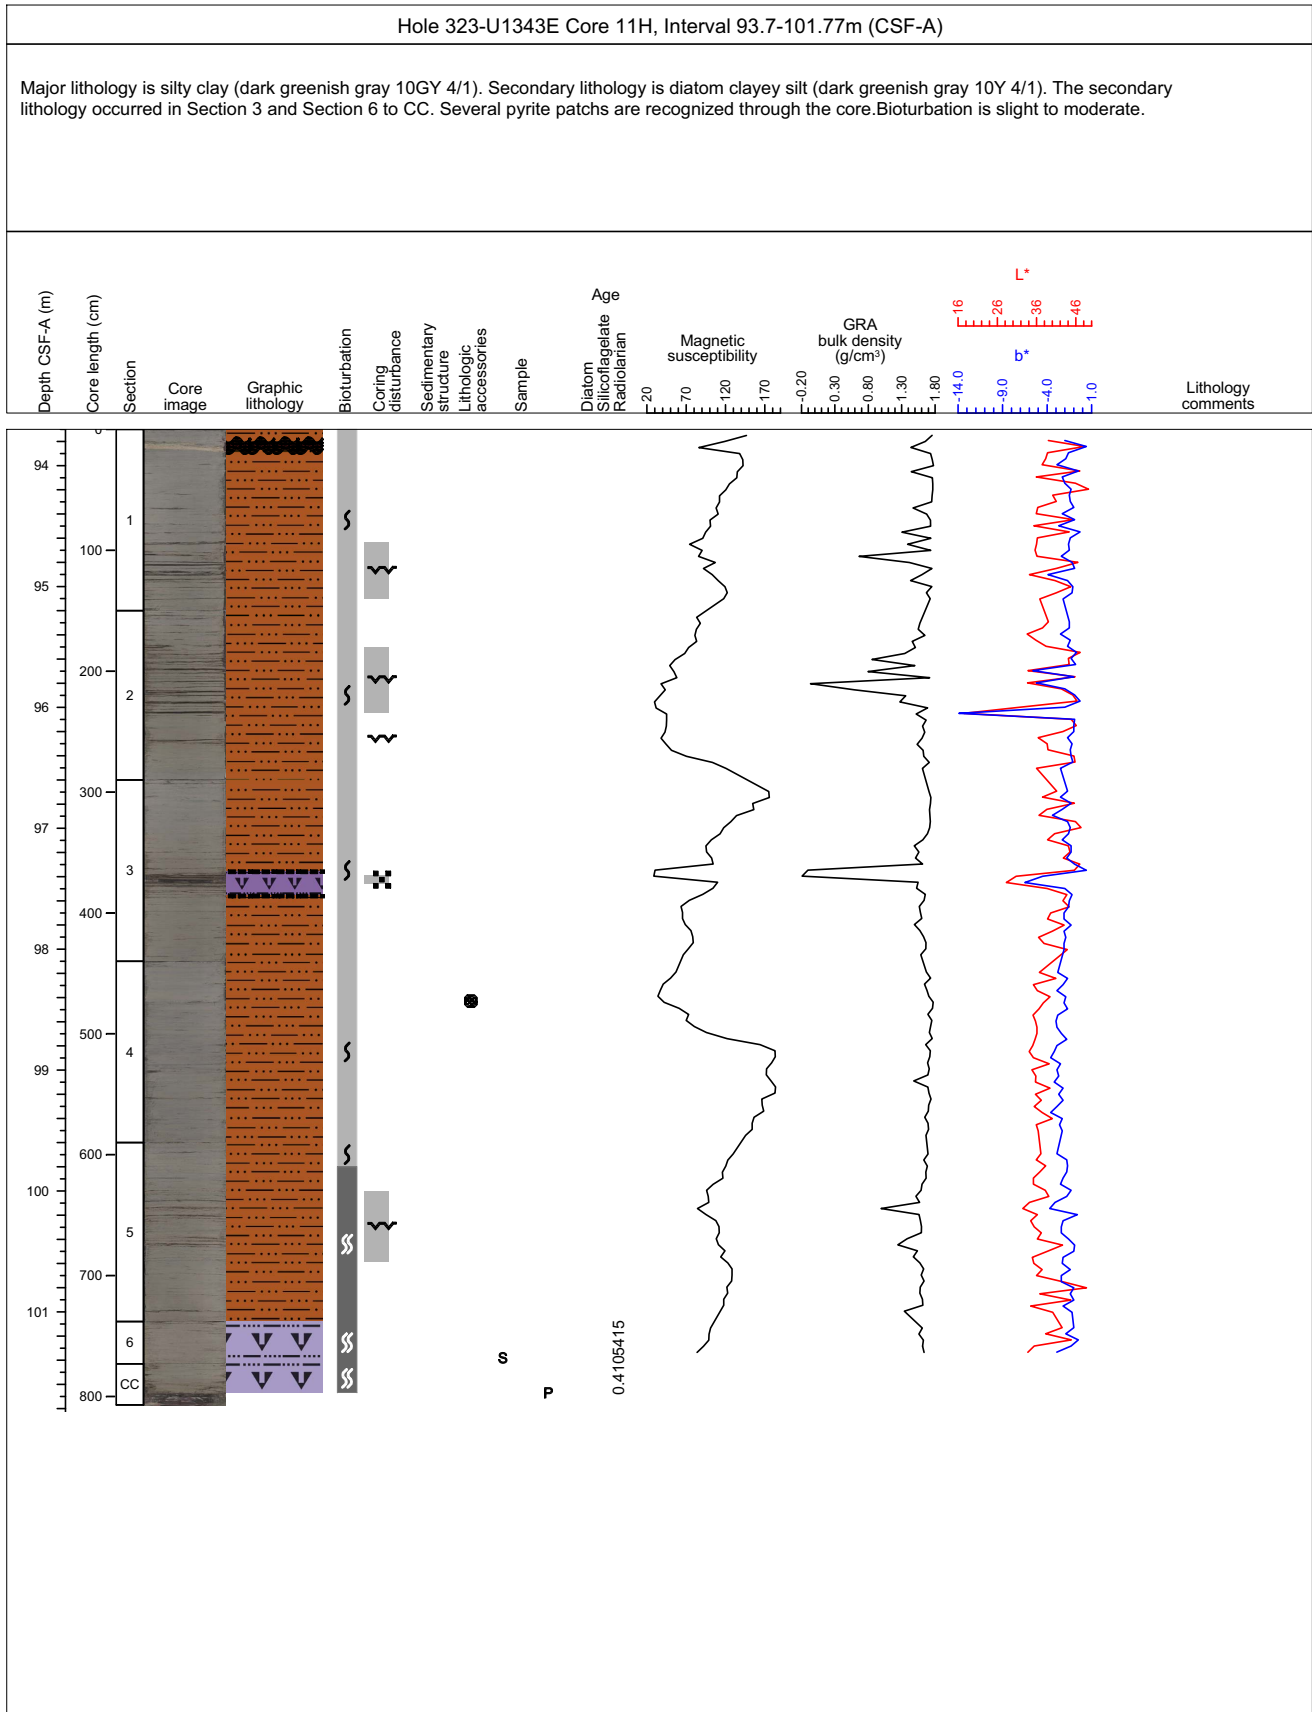 Hole 323-U1343E Core 11H, Interval 93.7-101.77m (CSF-A)
Major lithology is silty clay (dark greenish gray 10GY 4/1). Secondary lithology is diatom clayey silt (dark greenish gray 10Y 4/1). The secondary
lithology occurred in Section 3 and Section 6 to CC. Several pyrite patchs are recognized through the core.Bioturbation is slight to moderate.
Depth CSF-A (m)
Core length (cm)
Section
Core
image
Graphic
lithology
Bioturbation
Coring
disturbance
Sedimentary
structure
Lithologic
accessories
Sample
Age
Diatom
Silicoflagelate
Radiolarian
Magnetic
susceptibility
20 70 120 170
GRA
bulk density
(g/cm³)
-0.20 0.30 0.80 1.30 1.80
L*
16 26 36 46
b*
-14.0 -9.0 -4.0 1.0
Lithology
comments
0
94
1
100
95
200
2
96
300
97
3
400
98
500
4
99
600
100
5
700
101
6
S
CC
800
P
0.4105415